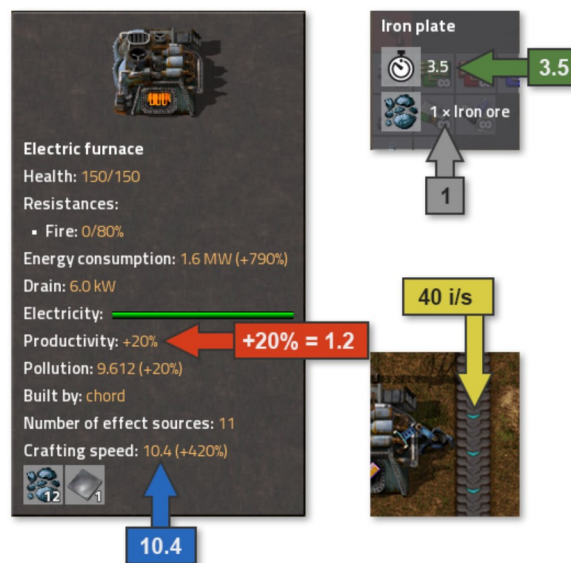 Electric furnace
Health: 150/150
Resistances:
▪ Fire: 0/80%
Energy consumption: 1.6 MW (+790%)
Drain: 6.0 kW
Electricity:
Productivity: +20%
Pollution: 9.612 (+20%)
Built by: chord
Number of effect sources: 11
Crafting speed: 10.4 (+420%)
12
1
10.4
+20% = 1.2
Iron plate
3.5
3.5
1 × Iron ore
1
40 i/s